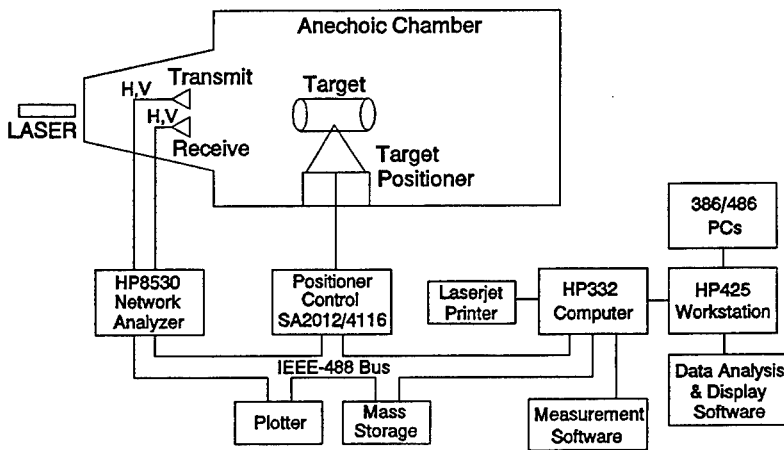 Anechoic Chamber
H,V
Transmit
Target
LASER
H,V
Receive
Target
Positioner
386/486
PCs
HP8530
Network
Analyzer
Positioner
Control
SA2012/4116
Laserjet
Printer
HP332
Computer
HP425
Workstation
IEEE-488 Bus
Plotter
Mass
Storage
Measurement
Software
Data Analysis
& Display
Software